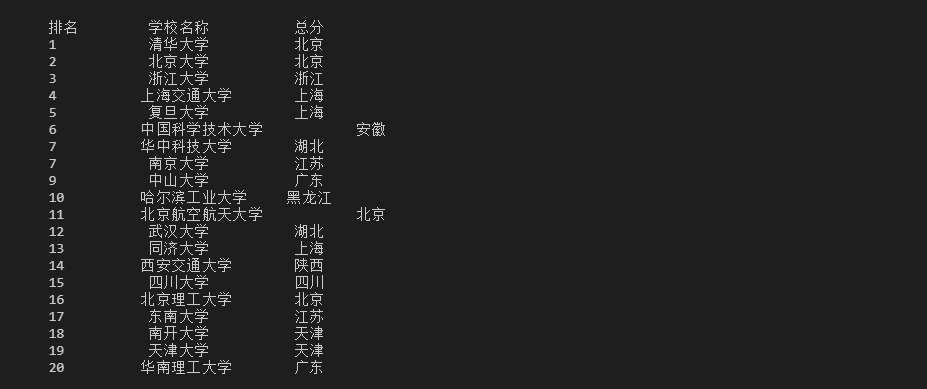 排名 学校名称 总分
1 清华大学 北京
2 北京大学 北京
3 浙江大学 浙江
4 上海交通大学 上海
5 复旦大学 上海
6 中国科学技术大学 安徽
7 华中科技大学 湖北
7 南京大学 江苏
9 中山大学 广东
10 哈尔滨工业大学 黑龙江
11 北京航空航天大学 北京
12 武汉大学 湖北
13 同济大学 上海
14 西安交通大学 陕西
15 四川大学 四川
16 北京理工大学 北京
17 东南大学 江苏
18 南开大学 天津
19 天津大学 天津
20 华南理工大学 广东